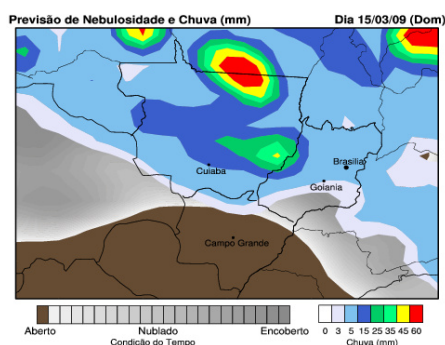 Previsão de Nebulosidade e Chuva (mm) Dia 15/03/09 (Dom)
Cuiaba
Brasilia
Goiania
Campo Grande
0 3 5 15 25 35 45 60
Aberto Nublado Encoberto
Condição do Tempo
Chuva (mm)